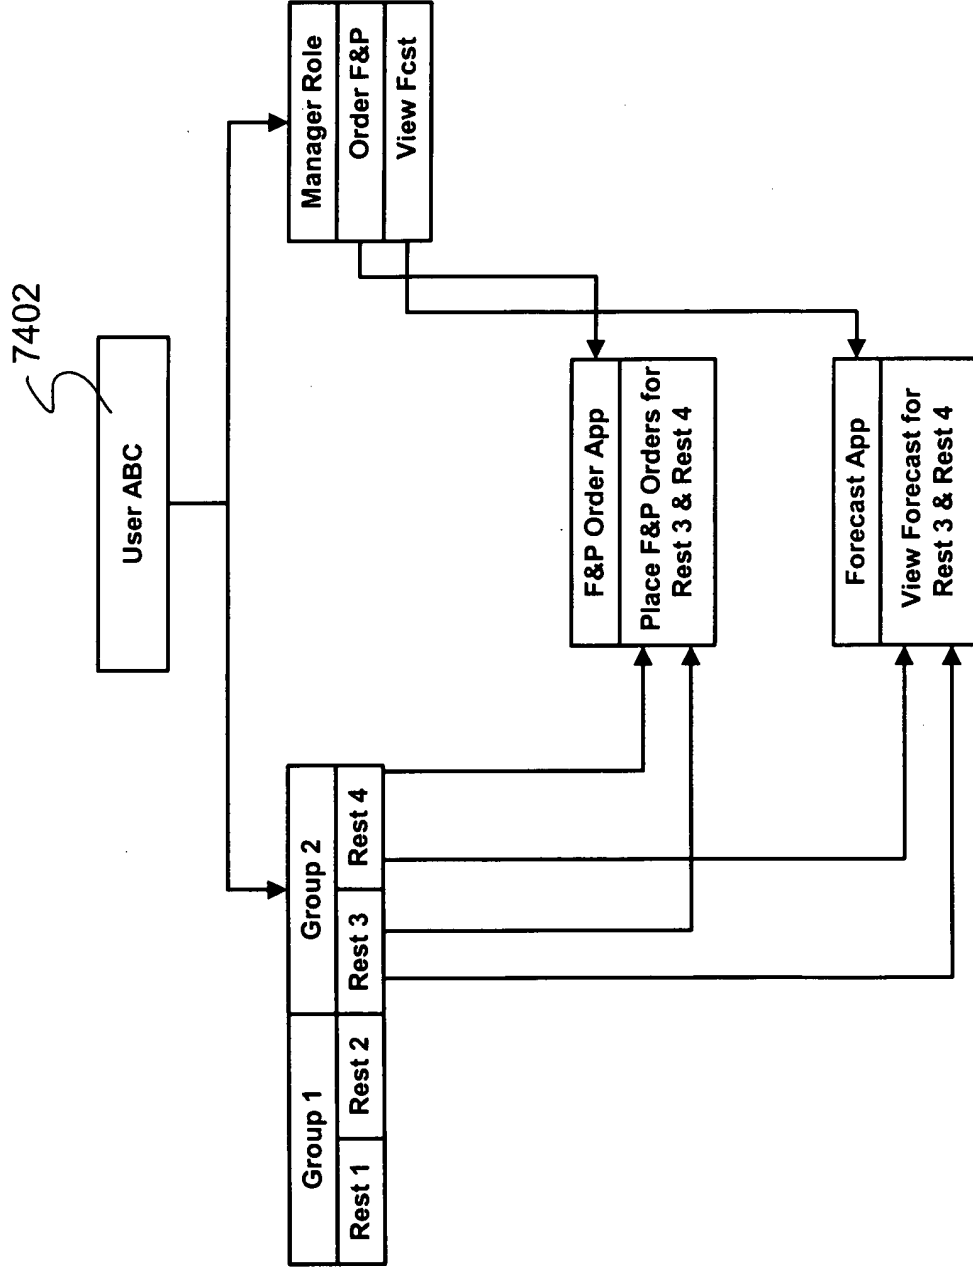 7402
User ABC
Group 1
Group 2
Rest 1
Rest 2
Rest 3
Rest 4
Manager Role
Order F&P
View Fcst
F&P Order App
Place F&P Orders for
Rest 3 & Rest 4
Forecast App
View Forecast for
Rest 3 & Rest 4